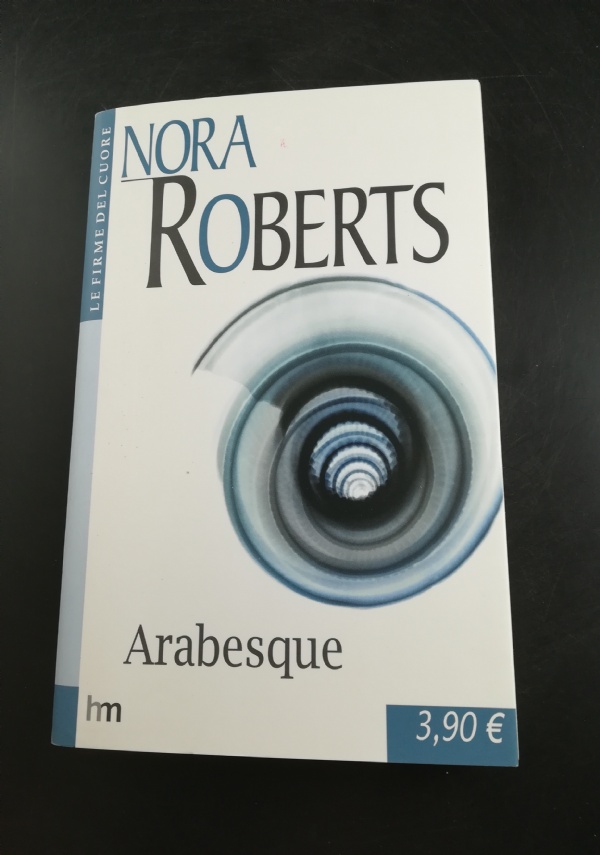 LE FIRME DEL CUORE
NORA
ROBERTS
Arabesque
hm
3,90 €